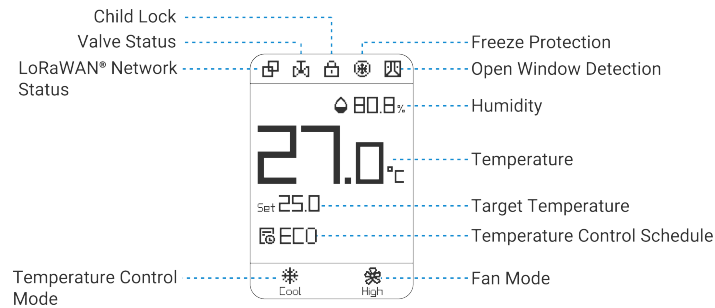 Child Lock
Valve Status
LoRaWAN® Network
Status
Freeze Protection
Open Window Detection
80.8%
Humidity
27.0°C
Temperature
Set 25.0
Target Temperature
ECO
Temperature Control Schedule
Temperature Control
Mode
Cool
High
Fan Mode